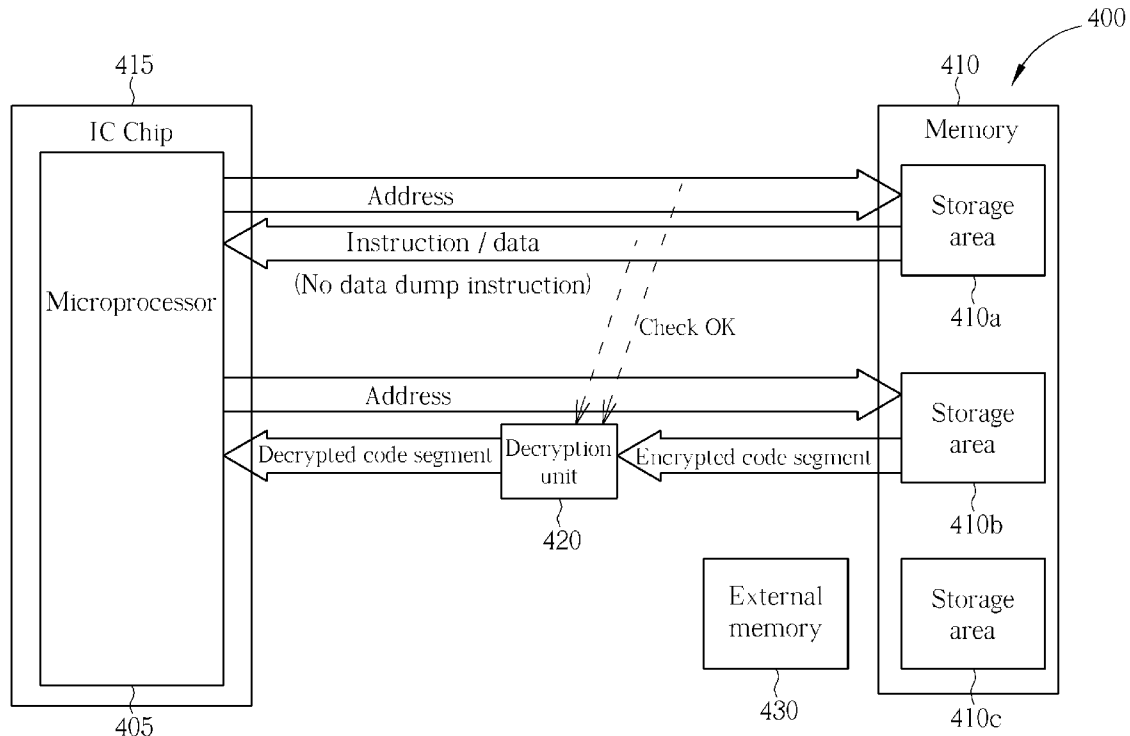 400
415
410
IC Chip
Memory
Address
Storage
area
Instruction / data
(No data dump instruction)
Microprocessor
410a
Check OK
Address
Storage
area
Decrypted code segment
Decryption
unit
Encrypted code segment
420
410b
External
memory
Storage
area
405
430
410c